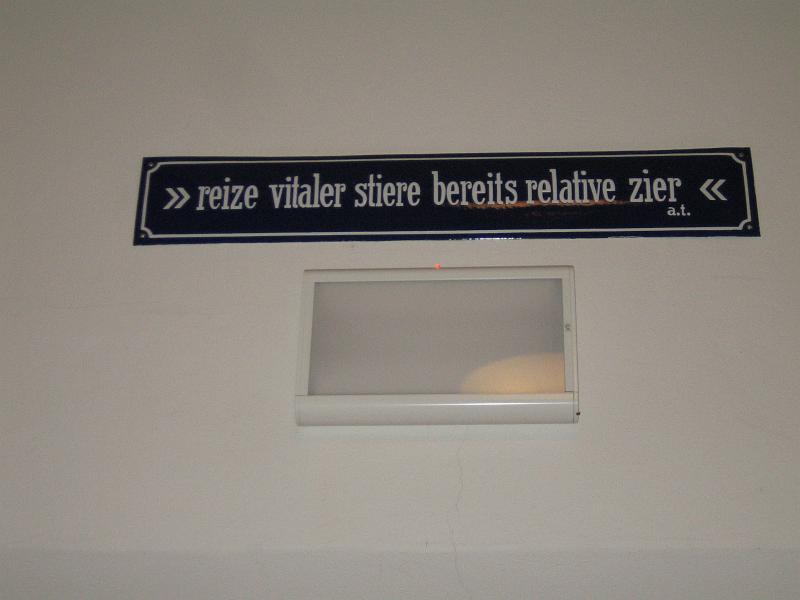 » reize vitaler stiere bereits relative zier «
a.t.